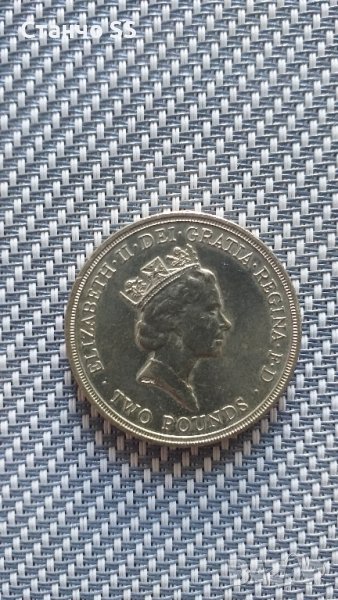 Станчо SS
ELIZABETH·II·DEI·GRATIA·REGINA·F·D·
TWO POUNDS